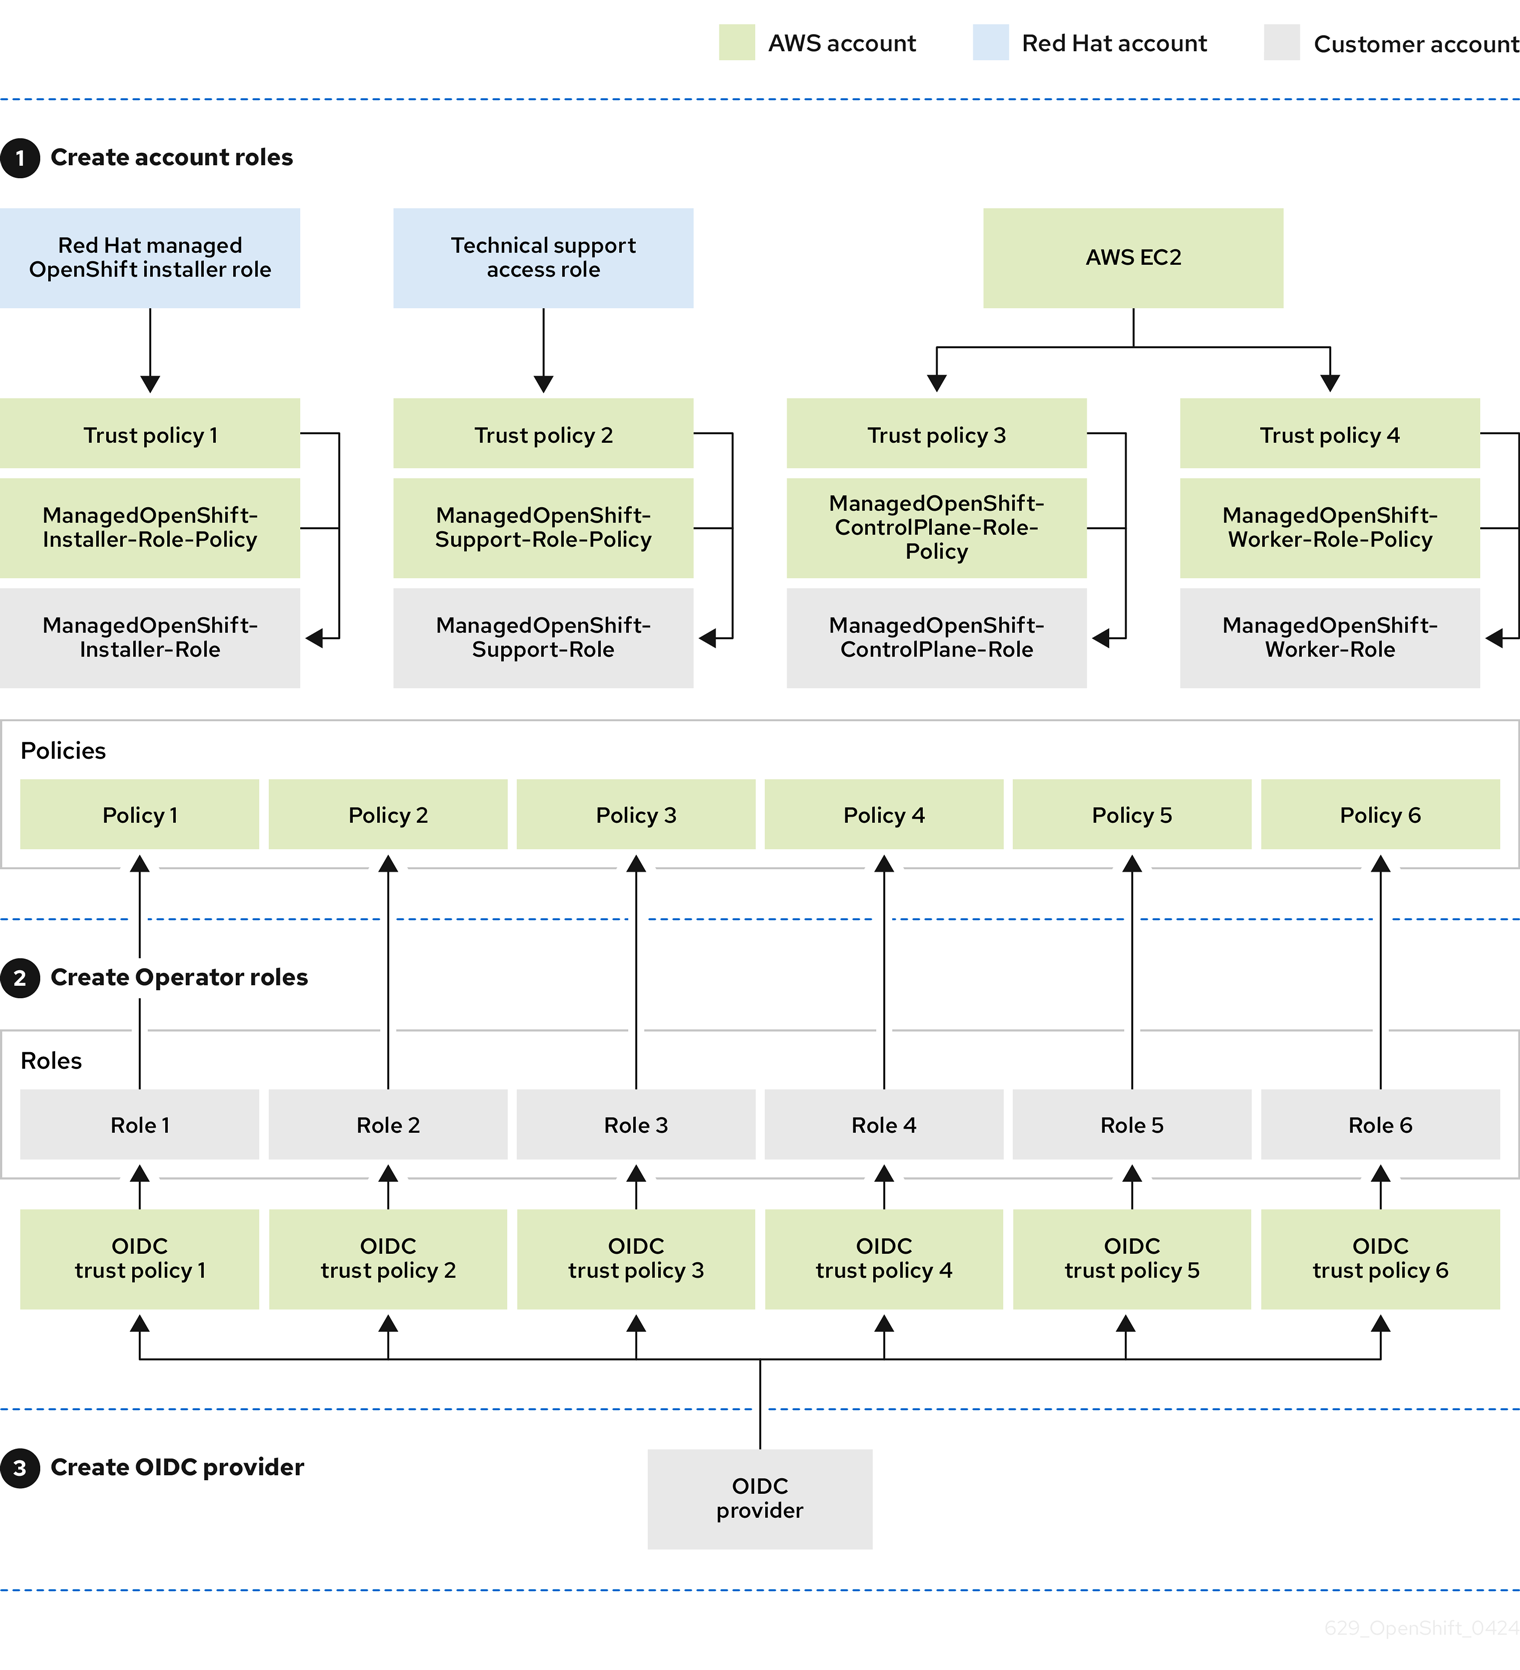 AWS account
Red Hat account
Customer account
1 Create account roles
Red Hat managed
OpenShift installer role
Technical support
access role
AWS EC2
Trust policy 1
Trust policy 2
Trust policy 3
Trust policy 4
ManagedOpenShift-
Installer-Role-Policy
ManagedOpenShift-
Support-Role-Policy
ManagedOpenShift-
ControlPlane-Role-
Policy
ManagedOpenShift-
Worker-Role-Policy
ManagedOpenShift-
Installer-Role
ManagedOpenShift-
Support-Role
ManagedOpenShift-
ControlPlane-Role
ManagedOpenShift-
Worker-Role
Policies
Policy 1
Policy 2
Policy 3
Policy 4
Policy 5
Policy 6
2 Create Operator roles
Roles
Role 1
Role 2
Role 3
Role 4
Role 5
Role 6
OIDC
trust policy 1
OIDC
trust policy 2
OIDC
trust policy 3
OIDC
trust policy 4
OIDC
trust policy 5
OIDC
trust policy 6
3 Create OIDC provider
OIDC
provider
629_OpenShift_0424